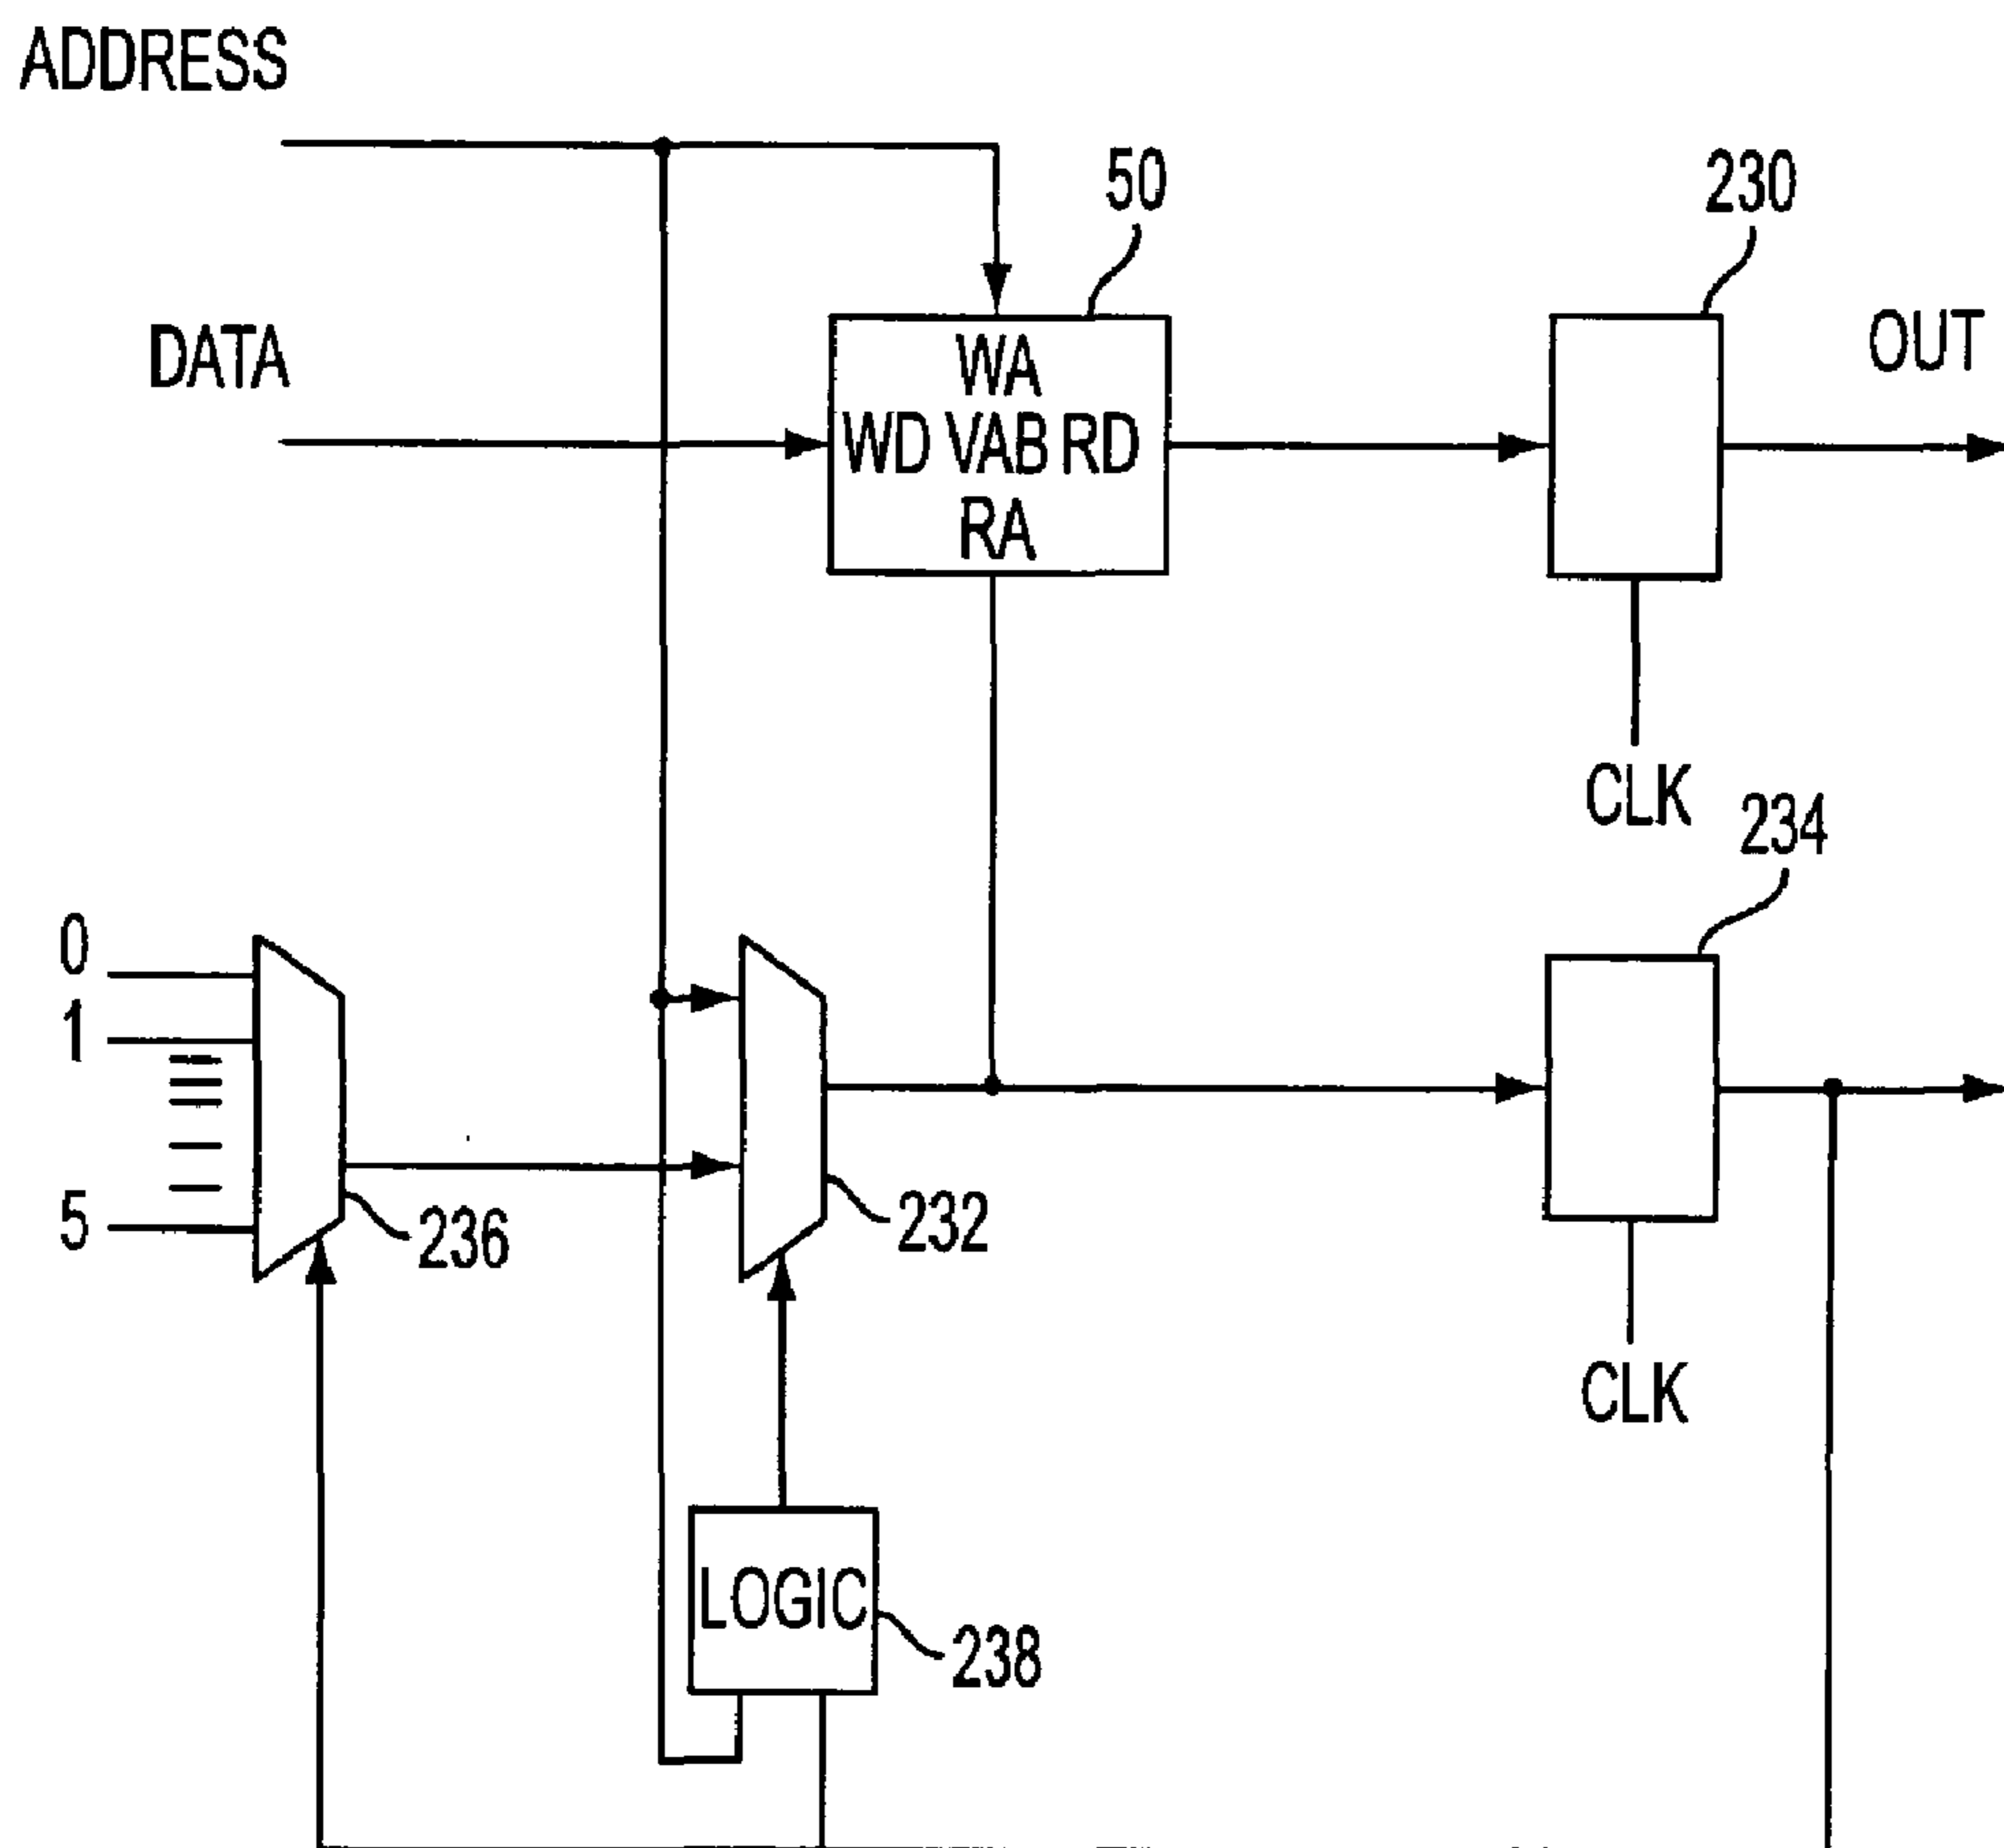 ADDRESS
50
230
DATA
OUT
WA
WD VAB RD
RA
CLK
234
0
1
5
236
232
CLK
LOGIC
238